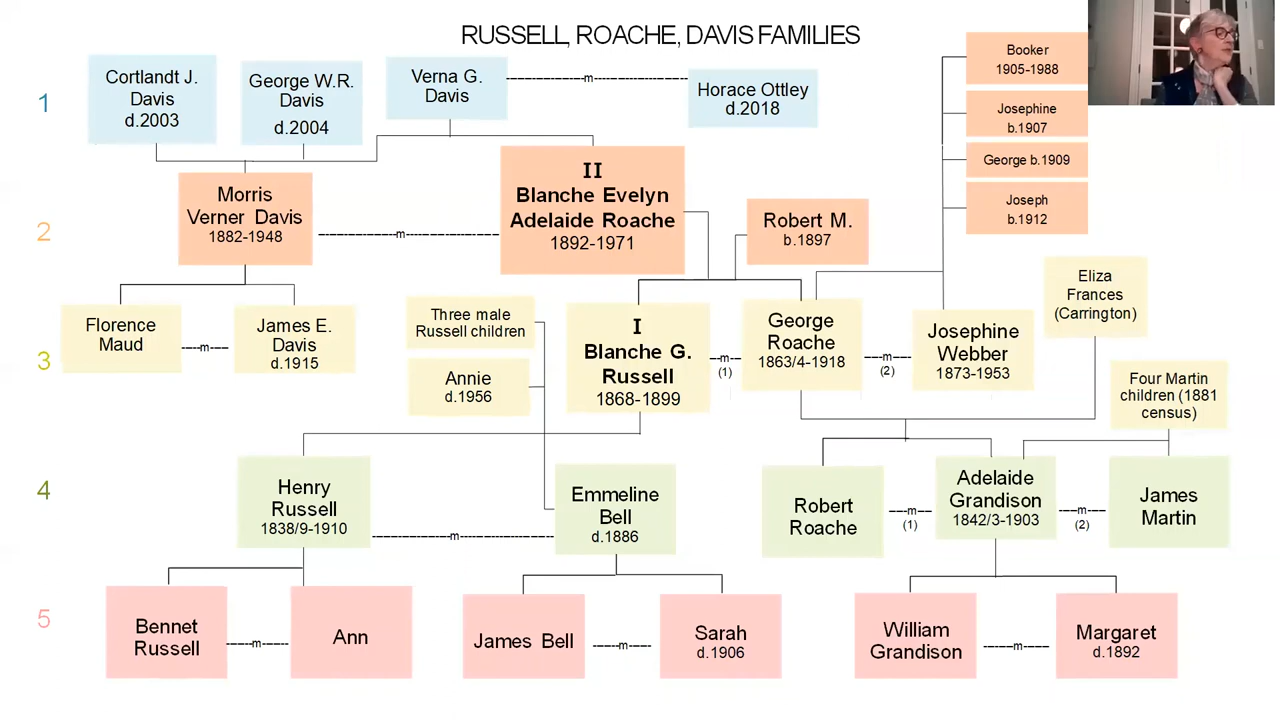 RUSSELL, ROACHE, DAVIS FAMILIES
1
Cortlandt J.
Davis
d.2003
George W.R.
Davis
d.2004
Verna G.
Davis
-------------------m----------------------
Horace Ottley
d.2018
Booker
1905-1988
Josephine
b.1907
George b.1909
Joseph
b.1912
2
Morris
Verner Davis
1882-1948
-------------------m----------------------
II
Blanche Evelyn
Adelaide Roache
1892-1971
Robert M.
b.1897
3
Florence
Maud
------m------
James E.
Davis
d.1915
Three male
Russell children
Annie
d.1956
I
Blanche G.
Russell
1868-1899
----m----
(1)
George
Roache
1863/4-1918
-----m-----
(2)
Josephine
Webber
1873-1953
Eliza
Frances
(Carrington)
Four Martin
children (1881
census)
4
Henry
Russell
1838/9-1910
-------------------m----------------------
Emmeline
Bell
d.1886
Robert
Roache
-----m-----
(1)
Adelaide
Grandison
1842/3-1903
-----m-----
(2)
James
Martin
5
Bennet
Russell
-------m------
Ann
James Bell
-------m------
Sarah
d.1906
William
Grandison
-------m-------
Margaret
d.1892